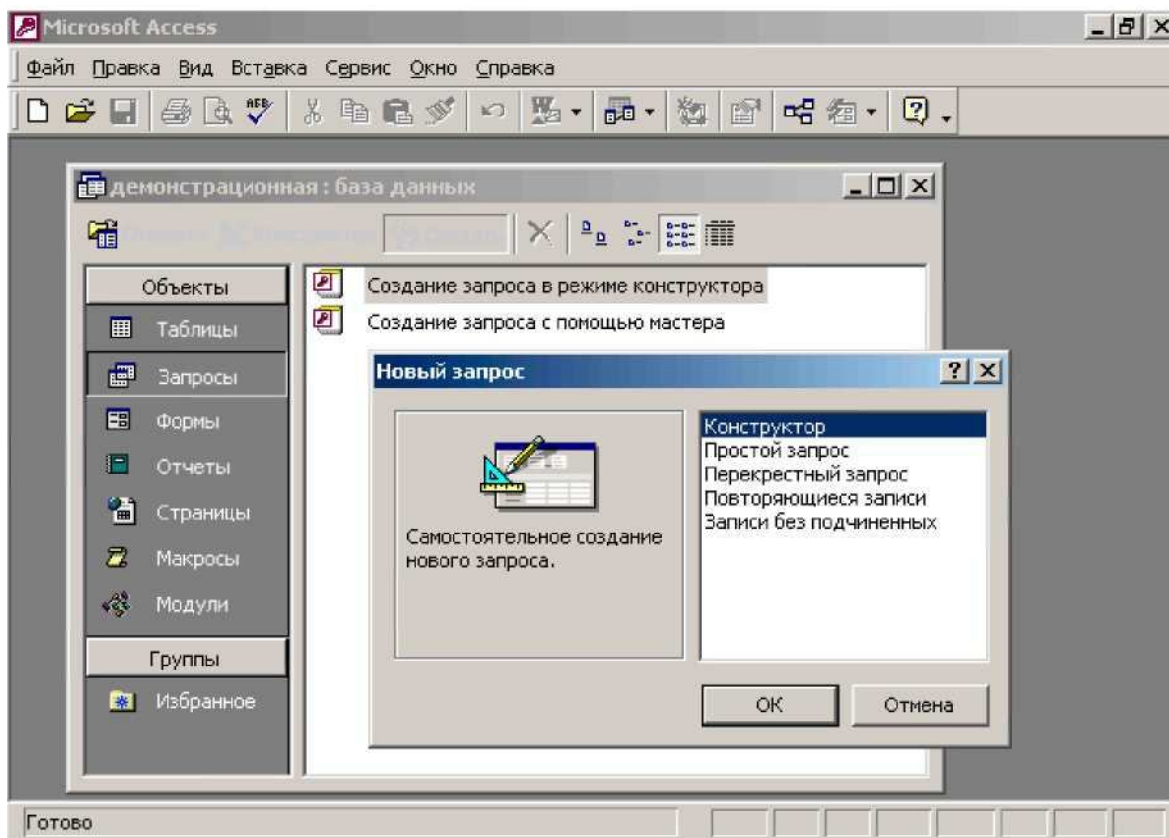 Microsoft Access
Файл Правка Вид Вставка Сервис Окно Справка
демонстрационная : база данных
Объекты
Таблицы
Запросы
Формы
Отчеты
Страницы
Макросы
Модули
Группы
Избранное
Создание запроса в режиме конструктора
Создание запроса с помощью мастера
Новый запрос
Самостоятельное создание
нового запроса.
Конструктор
Простой запрос
Перекрестный запрос
Повторяющиеся записи
Записи без подчиненных
ОК
Отмена
Готово